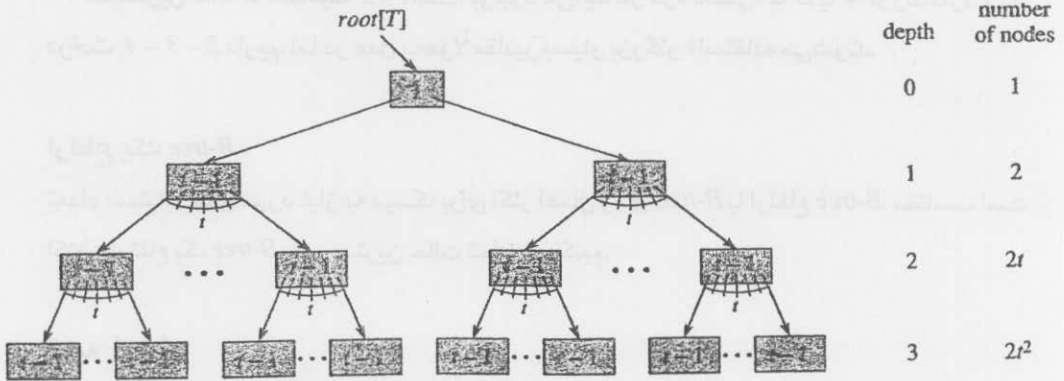 root[T]
depth
number
of nodes
1
0 1
t – 1 t – 1 1 2
t t
t – 1 ... t – 1 t – 1 ... t – 1 2 2t
t t t t
t – 1 ... t – 1 t – 1 ... t – 1 t – 1 ... t – 1 t – 1 ... t – 1 3 2t²